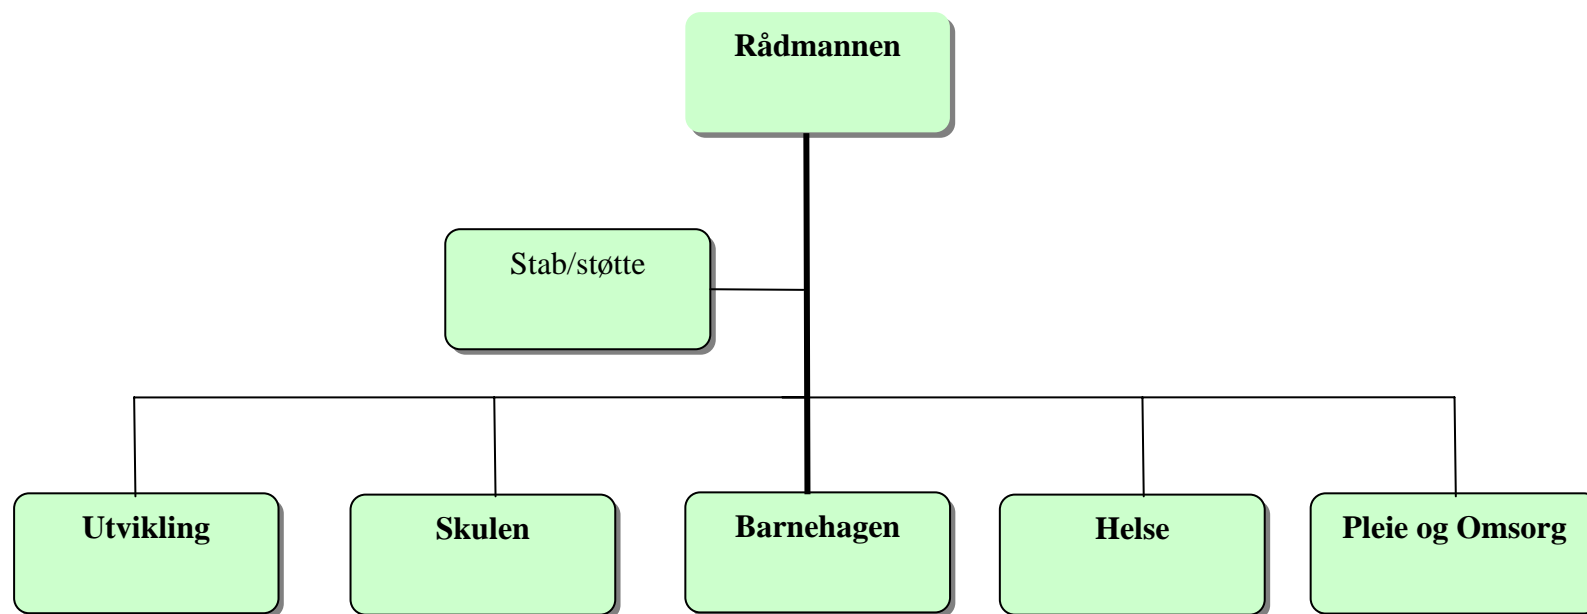 Rådmannen
Stab/støtte
Utvikling
Skulen
Barnehagen
Helse
Pleie og Omsorg